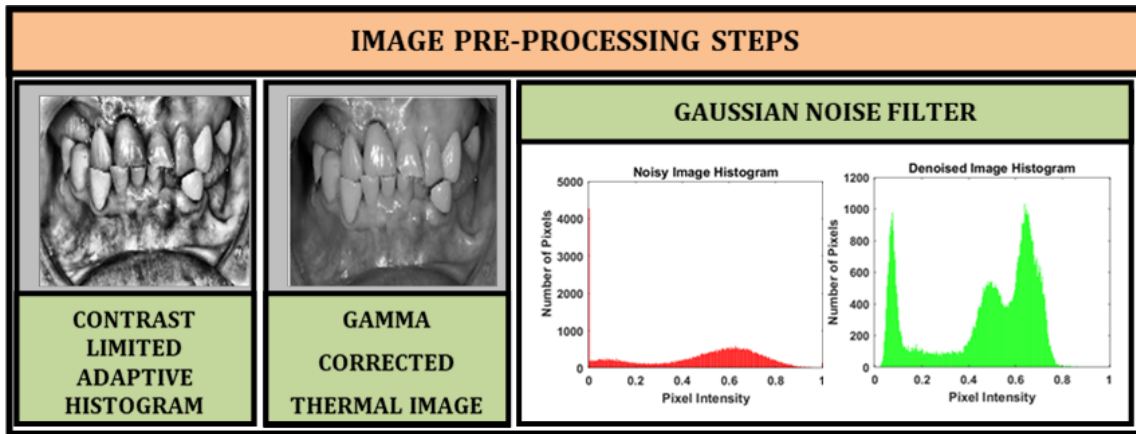 IMAGE PRE-PROCESSING STEPS
CONTRAST
LIMITED
ADAPTIVE
HISTOGRAM
GAMMA
CORRECTED
THERMAL IMAGE
GAUSSIAN NOISE FILTER
Noisy Image Histogram
Number of Pixels
5000
4000
3000
2000
1000
0
0 0.2 0.4 0.6 0.8 1
Pixel Intensity
Denoised Image Histogram
Number of Pixels
1200
1000
800
600
400
200
0
0 0.2 0.4 0.6 0.8 1
Pixel Intensity